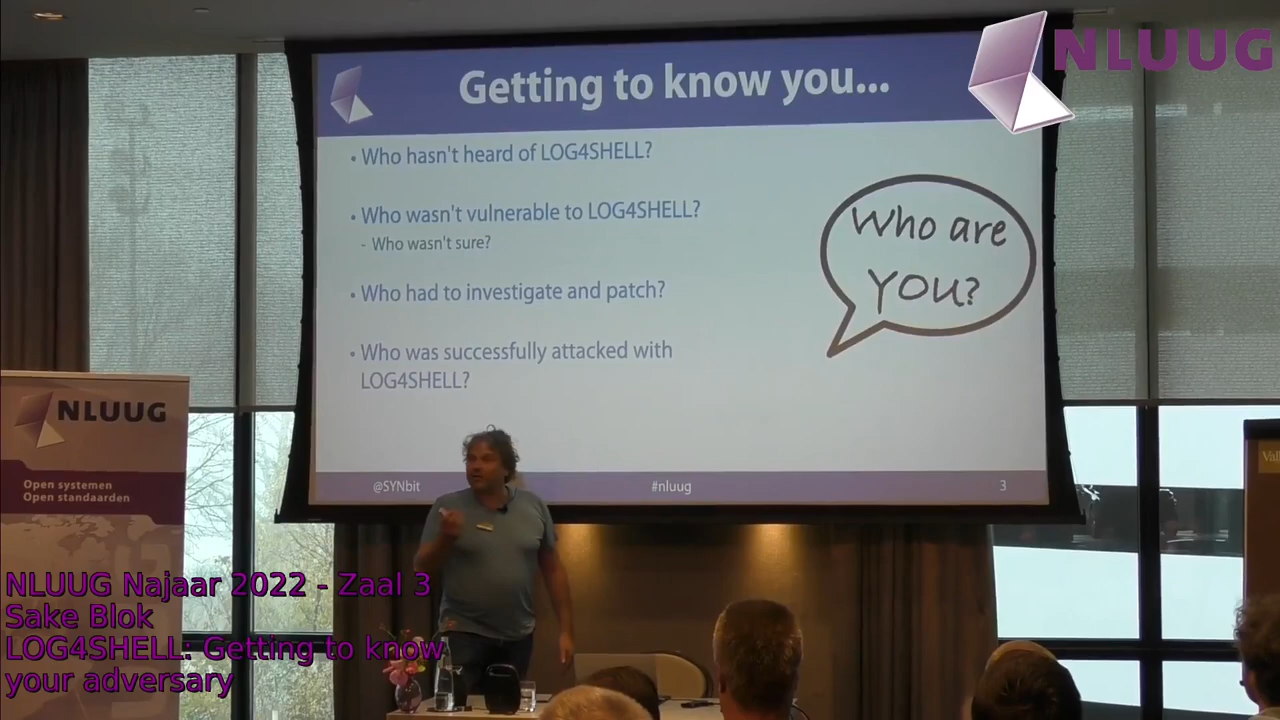 NLUUG
Getting to know you...
• Who hasn't heard of LOG4SHELL?
• Who wasn't vulnerable to LOG4SHELL?
- Who wasn't sure?
• Who had to investigate and patch?
• Who was successfully attacked with
LOG4SHELL?
Who are
YOU?
@SYNbit
#nluug
3
NLUUG
Open systemen
Open standaarden
NLUUG Najaar 2022 - Zaal 3
Sake Blok
LOG4SHELL: Getting to know
your adversary